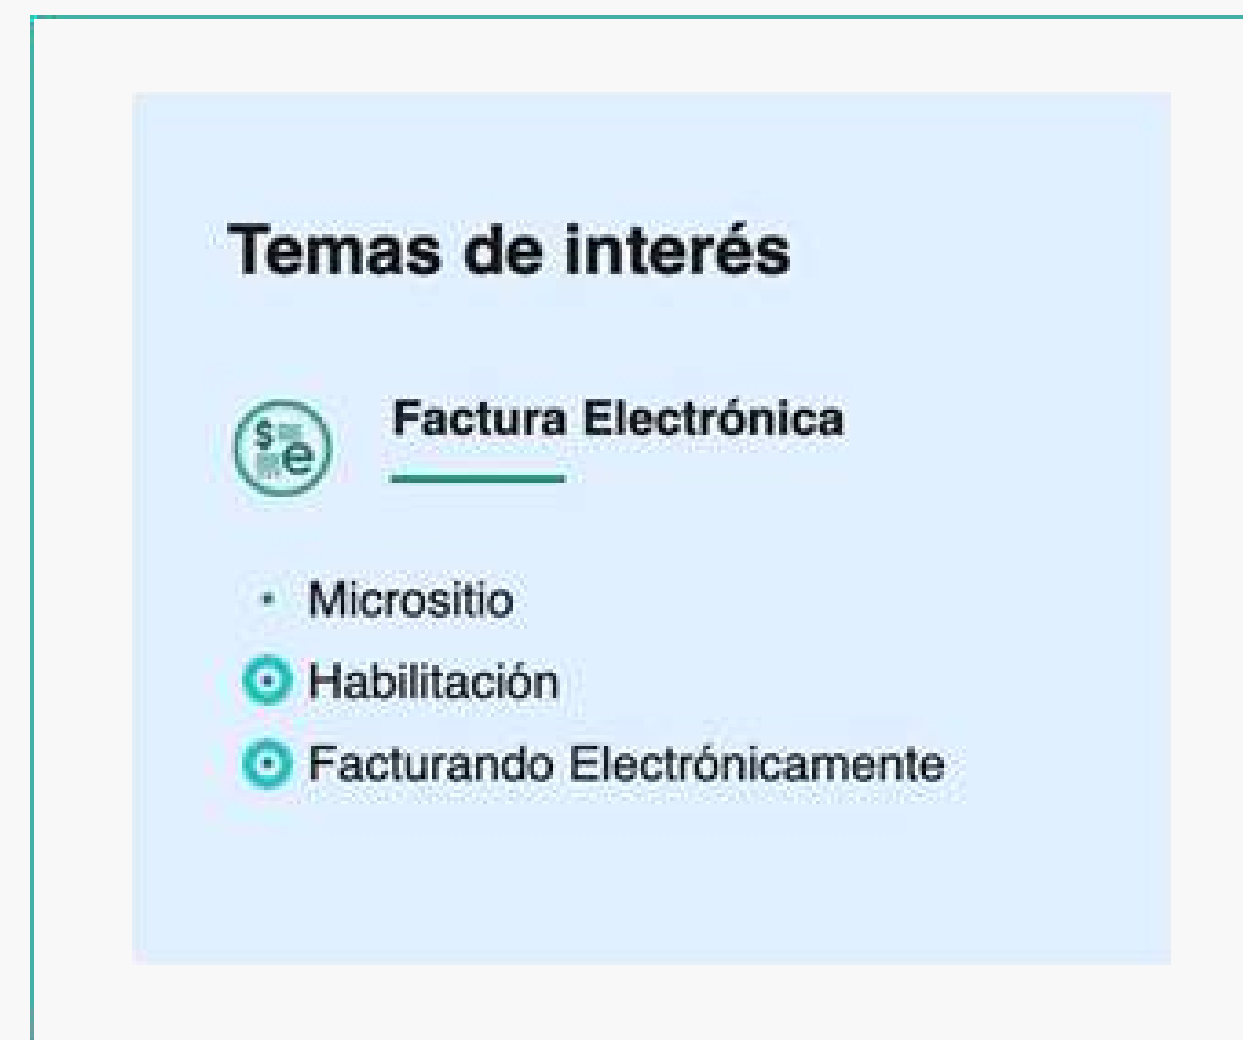 Temas de interés
$ e
Factura Electrónica
Micrositio
Habilitación
Facturando Electrónicamente